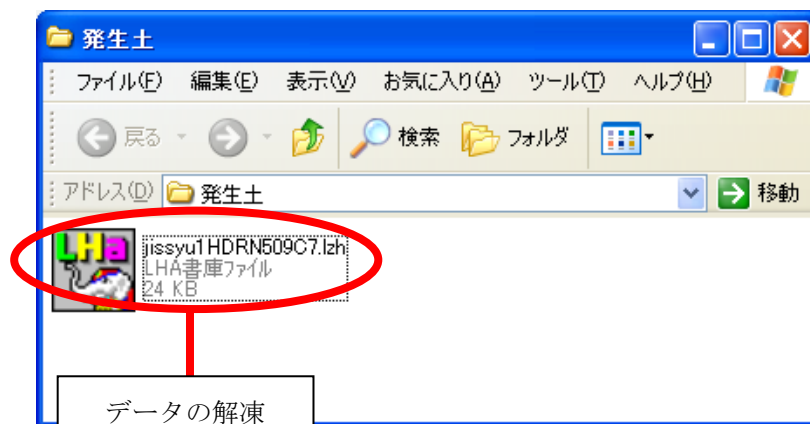 発生土
ファイル(F) 編集(E) 表示(V) お気に入り(A) ツール(T) ヘルプ(H)
戻る 検索 フォルダ
アドレス(D) 発生土 移動
LHa
jissyu1HDRN509C7.lzh
LHA書庫ファイル
24 KB
データの解凍